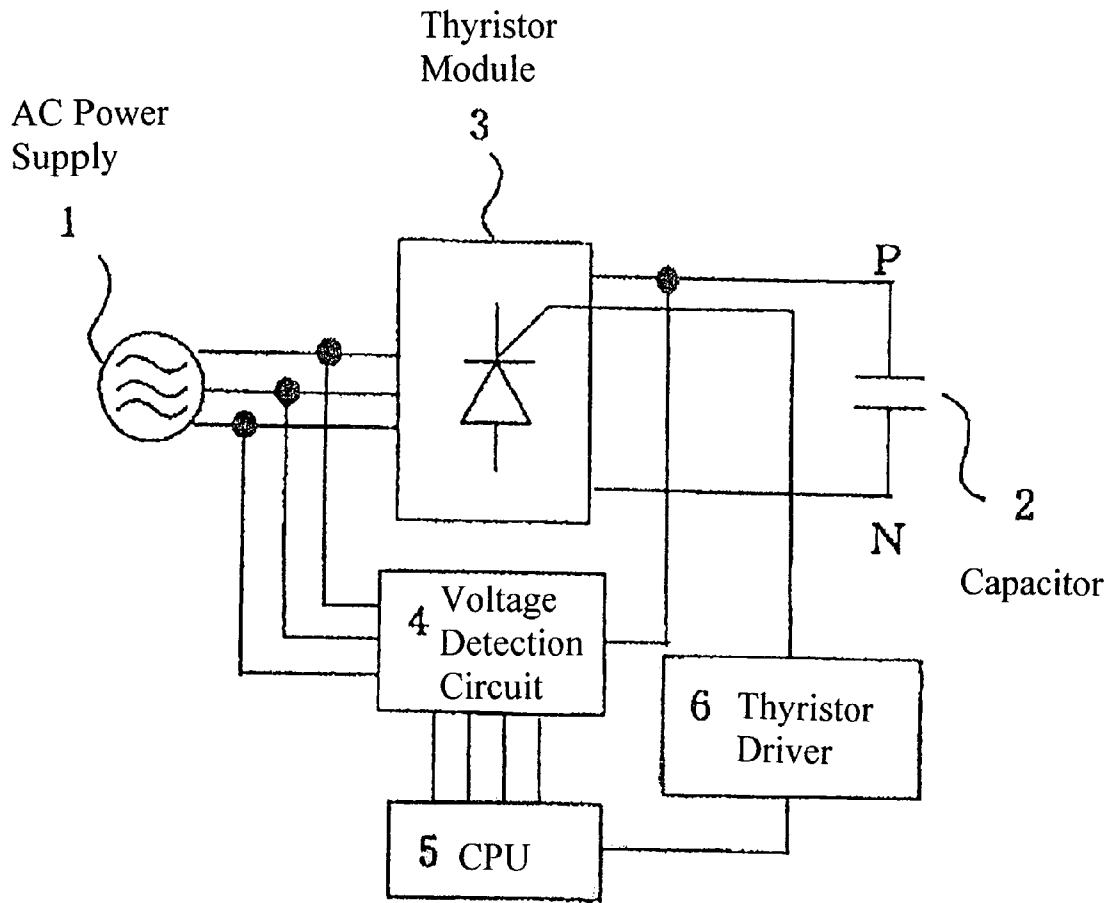 Thyristor
Module
3
AC Power
Supply
1
P
N
2
Capacitor
4 Voltage
Detection
Circuit
6 Thyristor
Driver
5 CPU